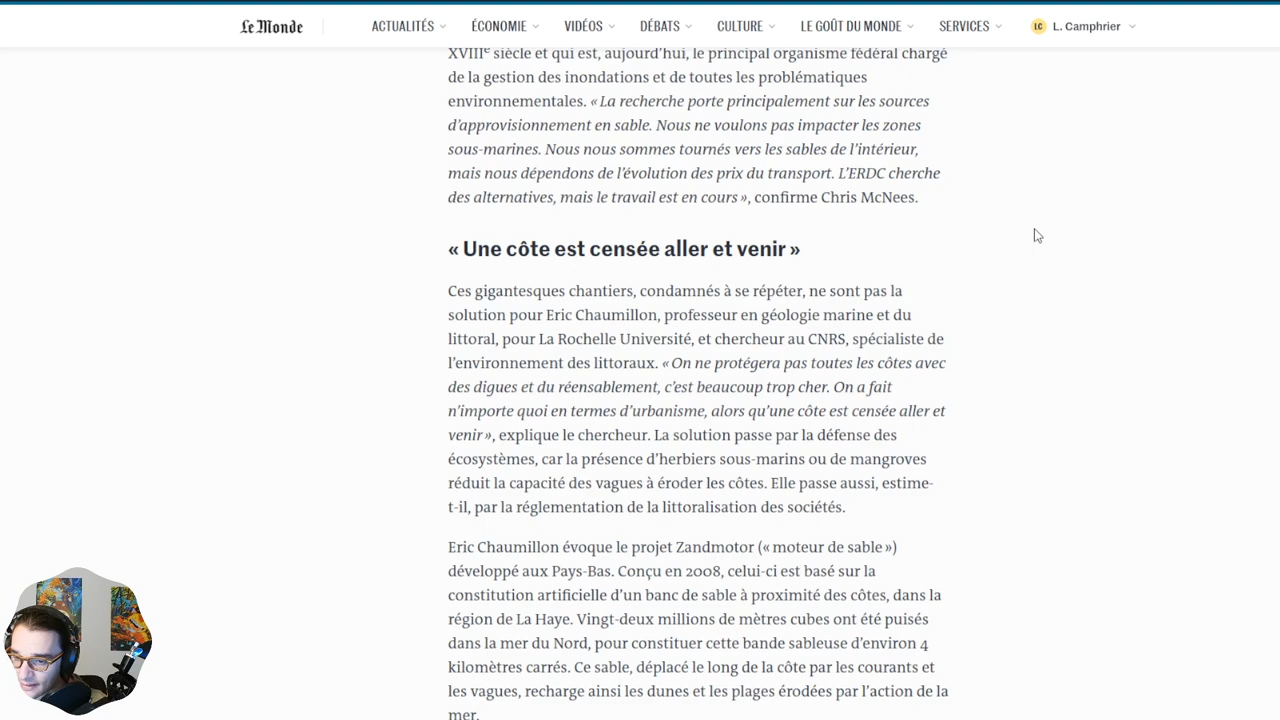 Le Monde
ACTUALITÉS
ÉCONOMIE
VIDÉOS
DÉBATS
CULTURE
LE GOÛT DU MONDE
SERVICES
LC
L. Camphrier
XVIIIe siècle et qui est, aujourd’hui, le principal organisme fédéral chargé
de la gestion des inondations et de toutes les problématiques
environnementales. « La recherche porte principalement sur les sources
d’approvisionnement en sable. Nous ne voulons pas impacter les zones
sous-marines. Nous nous sommes tournés vers les sables de l’intérieur,
mais nous dépendons de l’évolution des prix du transport. L’ERDC cherche
des alternatives, mais le travail est en cours », confirme Chris McNees.
« Une côte est censée aller et venir »
Ces gigantesques chantiers, condamnés à se répéter, ne sont pas la
solution pour Eric Chaumillon, professeur en géologie marine et du
littoral, pour La Rochelle Université, et chercheur au CNRS, spécialiste de
l’environnement des littoraux. « On ne protégera pas toutes les côtes avec
des digues et du réensablement, c’est beaucoup trop cher. On a fait
n’importe quoi en termes d’urbanisme, alors qu’une côte est censée aller et
venir », explique le chercheur. La solution passe par la défense des
écosystèmes, car la présence d’herbiers sous-marins ou de mangroves
réduit la capacité des vagues à éroder les côtes. Elle passe aussi, estime-
t-il, par la réglementation de la littoralisation des sociétés.
Eric Chaumillon évoque le projet Zandmotor (« moteur de sable »)
développé aux Pays-Bas. Conçu en 2008, celui-ci est basé sur la
constitution artificielle d’un banc de sable à proximité des côtes, dans la
région de La Haye. Vingt-deux millions de mètres cubes ont été puisés
dans la mer du Nord, pour constituer cette bande sableuse d’environ 4
kilomètres carrés. Ce sable, déplacé le long de la côte par les courants et
les vagues, recharge ainsi les dunes et les plages érodées par l’action de la
mer.